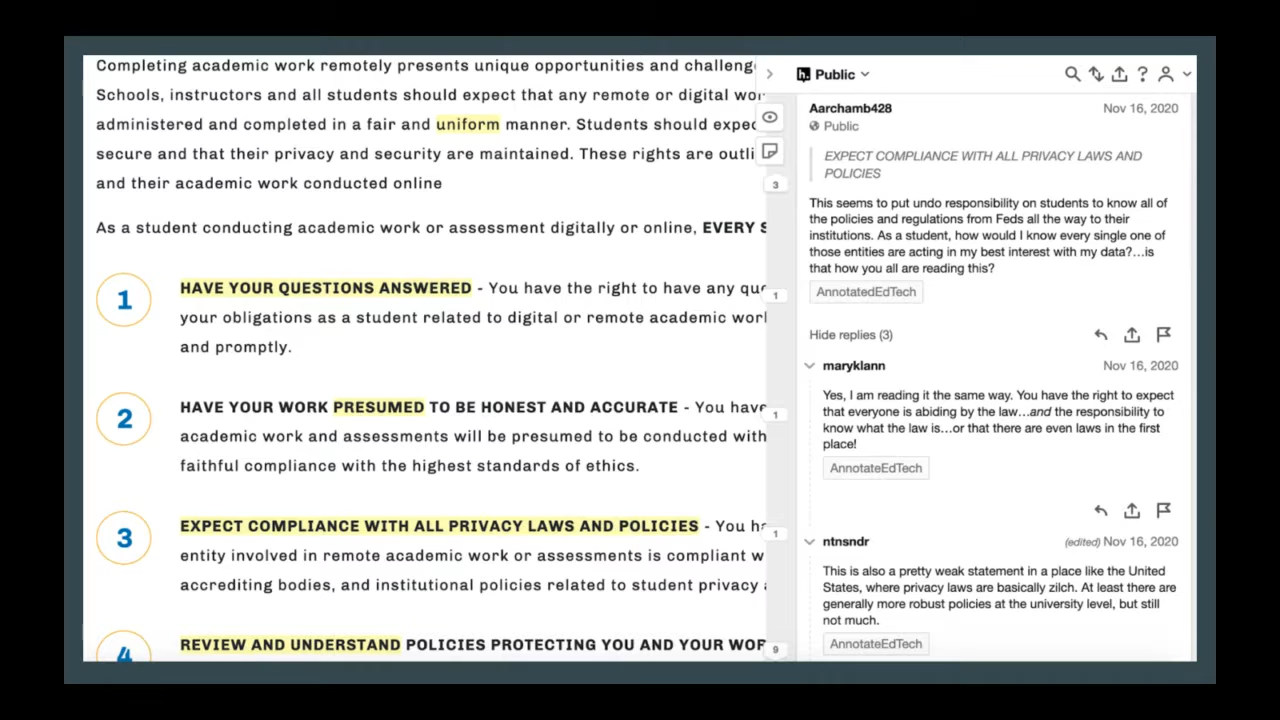 Completing academic work remotely presents unique opportunities and challeng
Schools, instructors and all students should expect that any remote or digital wo
administered and completed in a fair and uniform manner. Students should expec
secure and that their privacy and security are maintained. These rights are outli
and their academic work conducted online
As a student conducting academic work or assessment digitally or online, EVERY S
1
HAVE YOUR QUESTIONS ANSWERED - You have the right to have any que
your obligations as a student related to digital or remote academic worl
and promptly.
2
HAVE YOUR WORK PRESUMED TO BE HONEST AND ACCURATE - You have
academic work and assessments will be presumed to be conducted with
faithful compliance with the highest standards of ethics.
3
EXPECT COMPLIANCE WITH ALL PRIVACY LAWS AND POLICIES - You ha
entity involved in remote academic work or assessments is compliant w
accrediting bodies, and institutional policies related to student privacy
4
REVIEW AND UNDERSTAND POLICIES PROTECTING YOU AND YOUR WOR
3
1
1
1
9
h. Public
?
Aarchamb428 Nov 16, 2020
Public
EXPECT COMPLIANCE WITH ALL PRIVACY LAWS AND
POLICIES
This seems to put undo responsibility on students to know all of
the policies and regulations from Feds all the way to their
institutions. As a student, how would I know every single one of
those entities are acting in my best interest with my data?...is
that how you all are reading this?
AnnotatedEdTech
Hide replies (3)
maryklann Nov 16, 2020
Yes, I am reading it the same way. You have the right to expect
that everyone is abiding by the law...and the responsibility to
know what the law is...or that there are even laws in the first
place!
AnnotateEdTech
ntnsndr (edited) Nov 16, 2020
This is also a pretty weak statement in a place like the United
States, where privacy laws are basically zilch. At least there are
generally more robust policies at the university level, but still
not much.
AnnotateEdTech